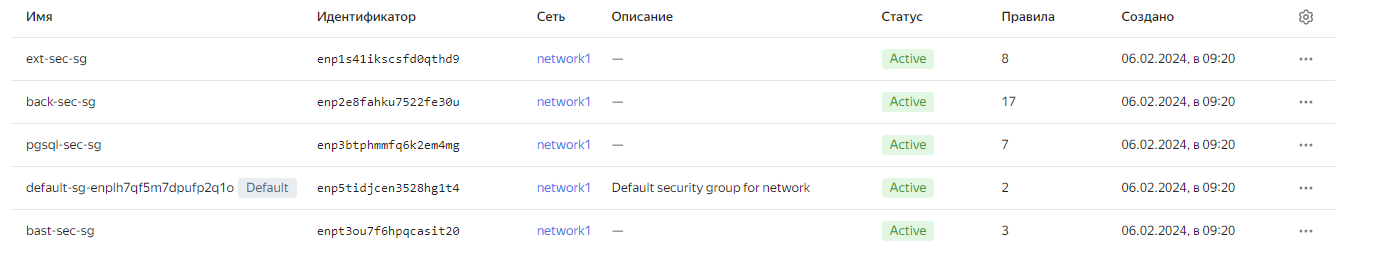 Имя Идентификатор Сеть Описание Статус Правила Создано
ext-sec-sg enp1s41ikscsfd0qthd9 network1 — Active 8 06.02.2024, в 09:20
back-sec-sg enp2e8fahku7522fe30u network1 — Active 17 06.02.2024, в 09:20
pgsql-sec-sg enp3btphmmfq6k2em4mg network1 — Active 7 06.02.2024, в 09:20
default-sg-enplh7qf5m7dpufp2q1o Default enp5tidjcen3528hg1t4 network1 Default security group for network Active 2 06.02.2024, в 09:20
bast-sec-sg enpt3ou7f6hpqcasit20 network1 — Active 3 06.02.2024, в 09:20